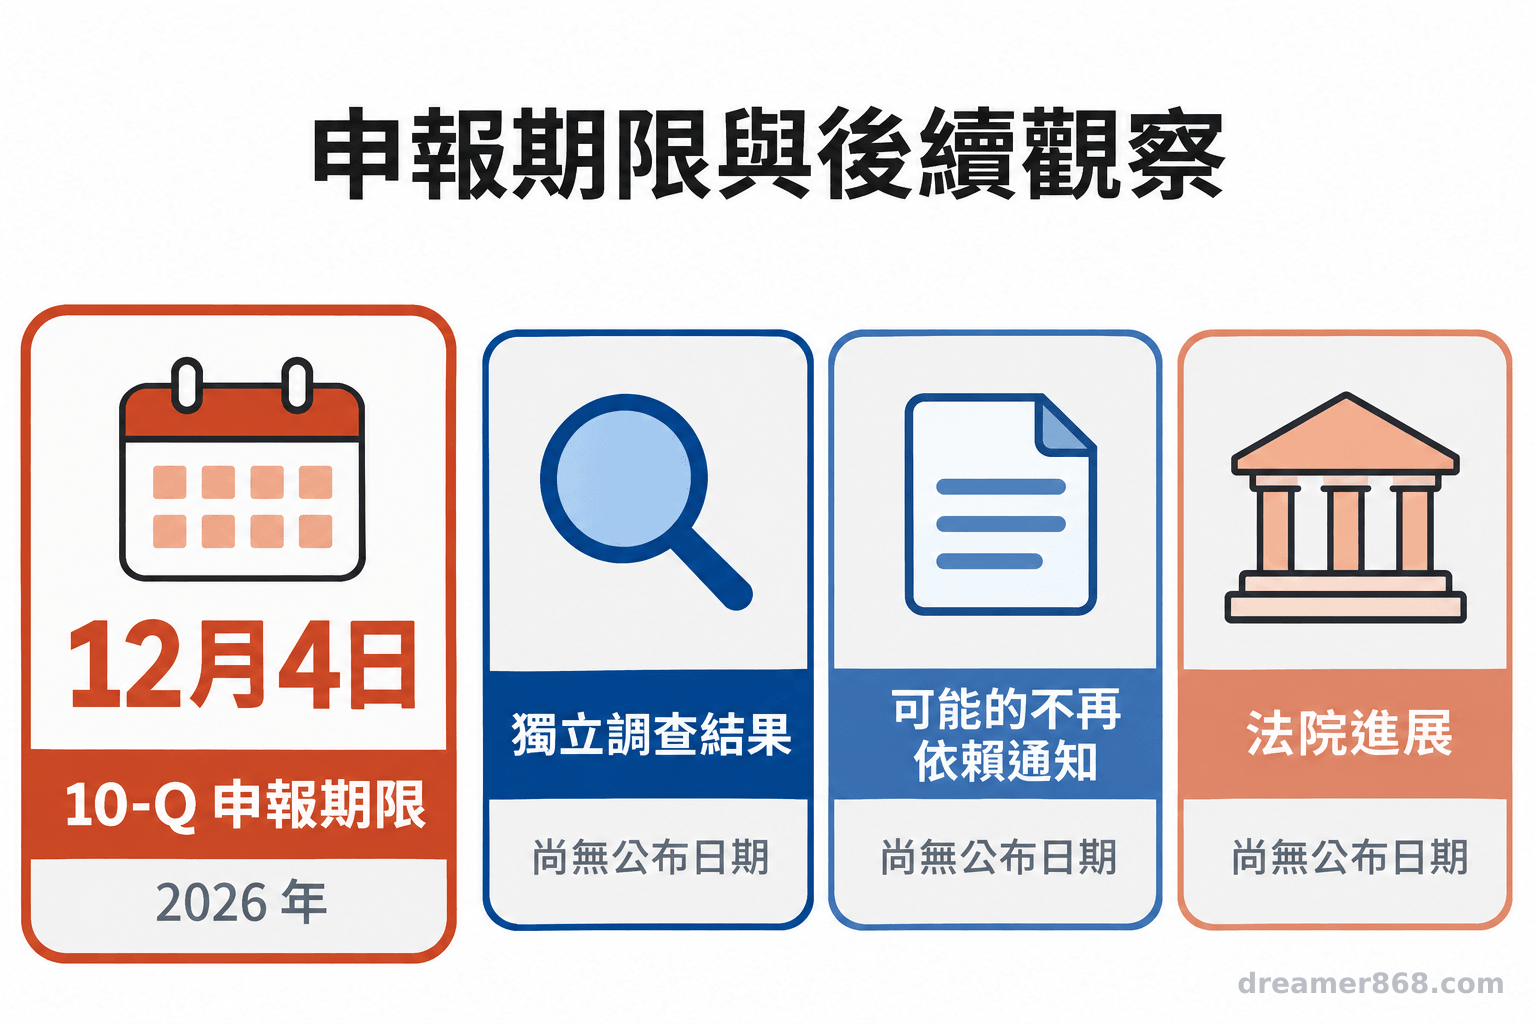 申報期限與後續觀察
12月4日
10-Q 申報期限
2026 年
獨立調查結果
尚無公布日期
可能的不再
依賴通知
尚無公布日期
法院進展
尚無公布日期
dreamer868.com